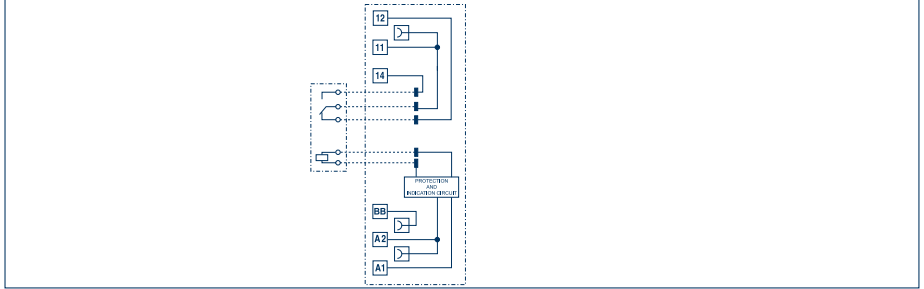 12
11
14
PROTECTION
AND
INDICATION CIRCUIT
BB
A2
A1